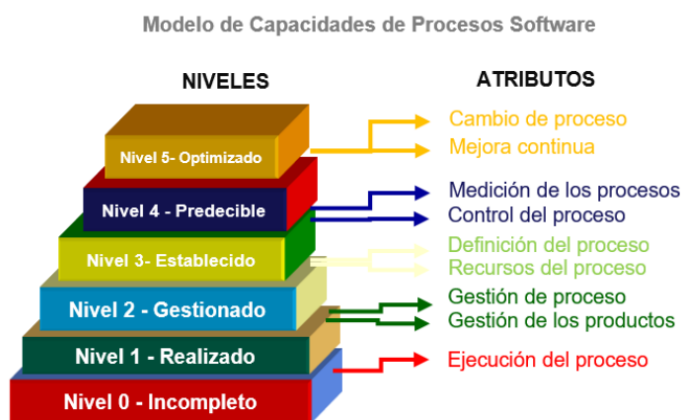 Modelo de Capacidades de Procesos Software
NIVELES
ATRIBUTOS
Nivel 5- Optimizado
Cambio de proceso
Mejora continua
Nivel 4 - Predecible
Medición de los procesos
Control del proceso
Nivel 3- Establecido
Definición del proceso
Recursos del proceso
Nivel 2 - Gestionado
Gestión de proceso
Gestión de los productos
Nivel 1 - Realizado
Ejecución del proceso
Nivel 0 - Incompleto